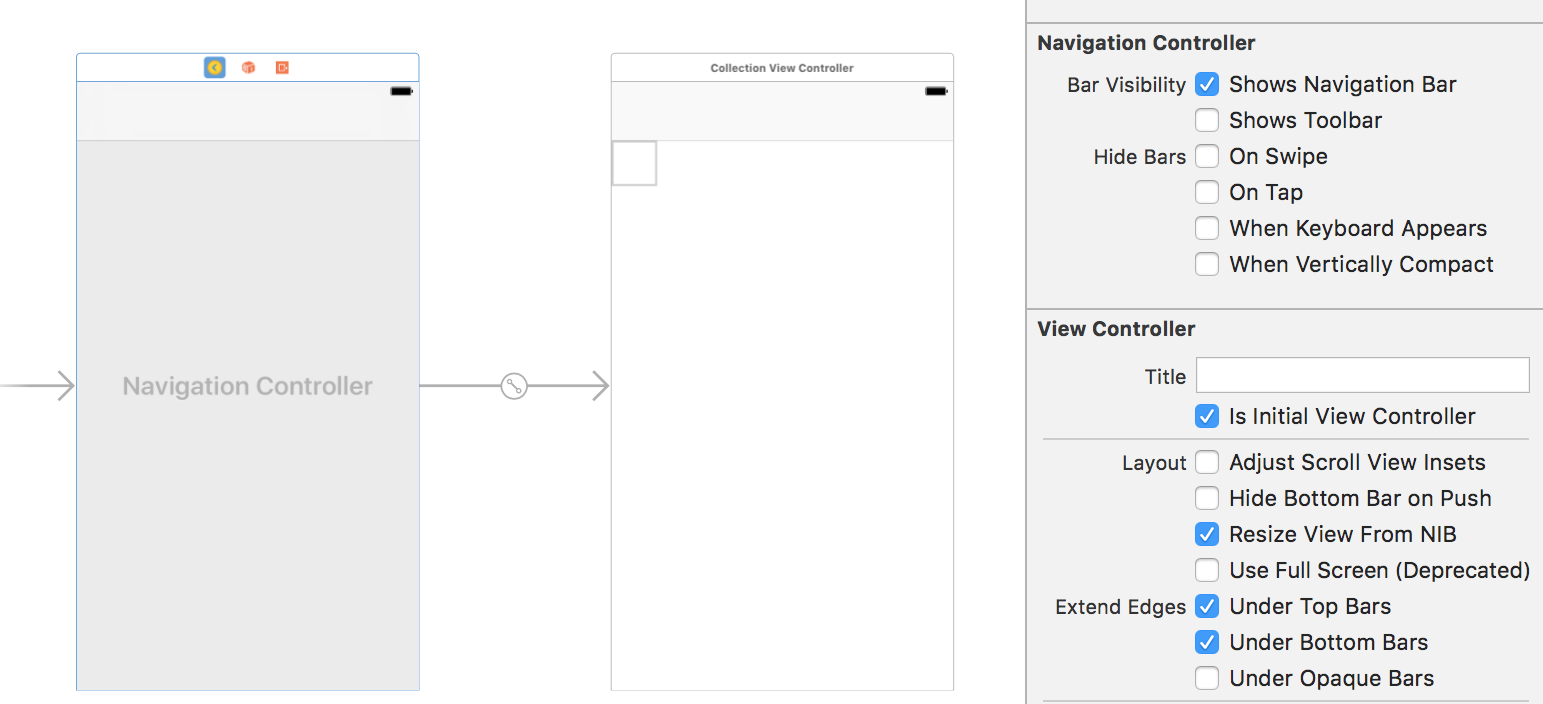 Collection View Controller
Navigation Controller
Navigation Controller
Bar Visibility Shows Navigation Bar
Shows Toolbar
Hide Bars On Swipe
On Tap
When Keyboard Appears
When Vertically Compact
View Controller
Title
Is Initial View Controller
Layout Adjust Scroll View Insets
Hide Bottom Bar on Push
Resize View From NIB
Use Full Screen (Deprecated)
Extend Edges Under Top Bars
Under Bottom Bars
Under Opaque Bars